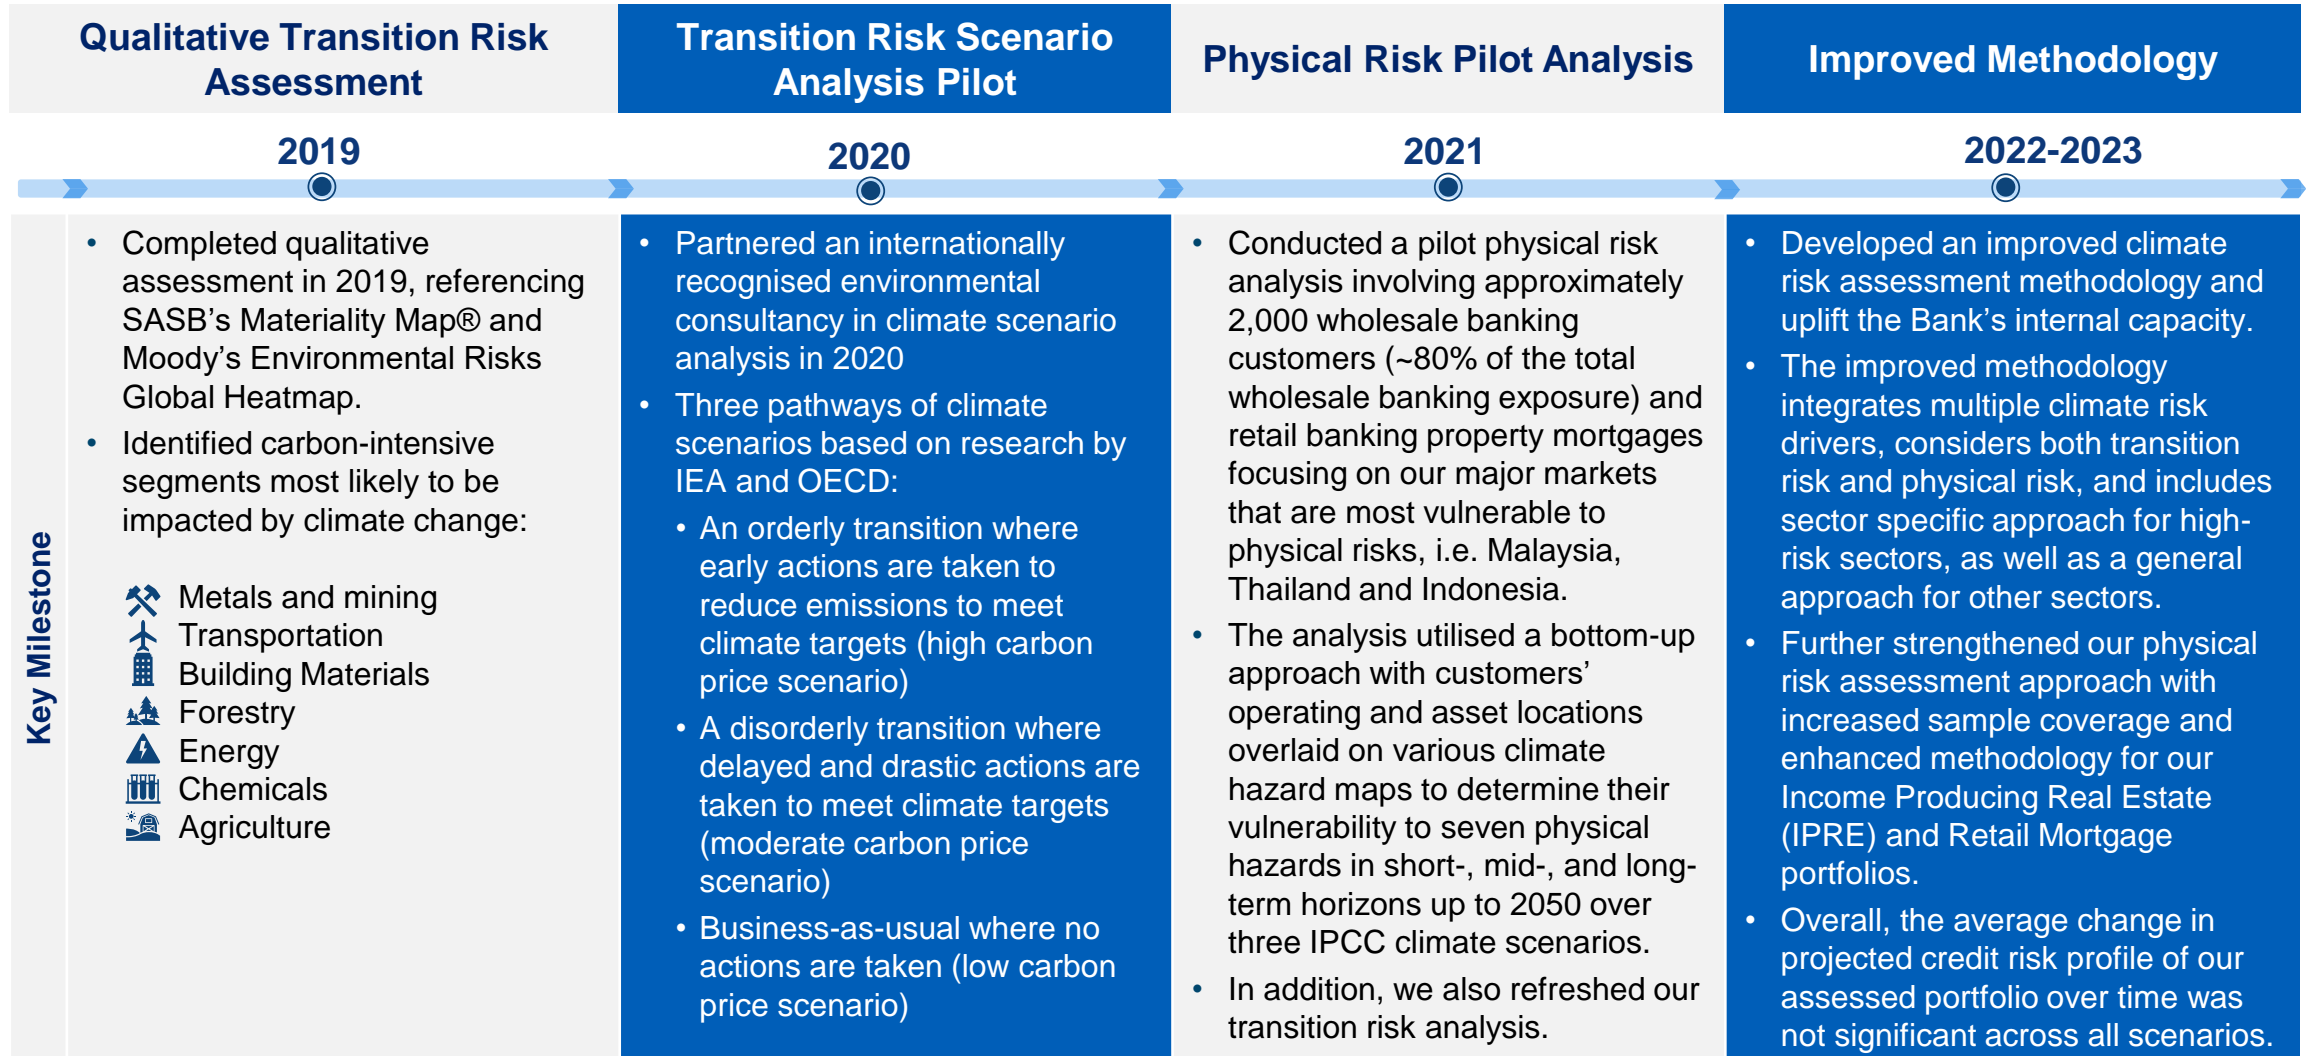 Qualitative Transition Risk
Assessment
Transition Risk Scenario
Analysis Pilot
Physical Risk Pilot Analysis
Improved Methodology
2019
2020
2021
2022-2023
Key Milestone
• Completed qualitative
assessment in 2019, referencing
SASB’s Materiality Map® and
Moody’s Environmental Risks
Global Heatmap.
• Identified carbon-intensive
segments most likely to be
impacted by climate change:
Metals and mining
Transportation
Building Materials
Forestry
Energy
Chemicals
Agriculture
• Partnered an internationally
recognised environmental
consultancy in climate scenario
analysis in 2020
• Three pathways of climate
scenarios based on research by
IEA and OECD:
• An orderly transition where
early actions are taken to
reduce emissions to meet
climate targets (high carbon
price scenario)
• A disorderly transition where
delayed and drastic actions are
taken to meet climate targets
(moderate carbon price
scenario)
• Business-as-usual where no
actions are taken (low carbon
price scenario)
• Conducted a pilot physical risk
analysis involving approximately
2,000 wholesale banking
customers (~80% of the total
wholesale banking exposure) and
retail banking property mortgages
focusing on our major markets
that are most vulnerable to
physical risks, i.e. Malaysia,
Thailand and Indonesia.
• The analysis utilised a bottom-up
approach with customers’
operating and asset locations
overlaid on various climate
hazard maps to determine their
vulnerability to seven physical
hazards in short-, mid-, and long-
term horizons up to 2050 over
three IPCC climate scenarios.
• In addition, we also refreshed our
transition risk analysis.
• Developed an improved climate
risk assessment methodology and
uplift the Bank’s internal capacity.
• The improved methodology
integrates multiple climate risk
drivers, considers both transition
risk and physical risk, and includes
sector specific approach for high-
risk sectors, as well as a general
approach for other sectors.
• Further strengthened our physical
risk assessment approach with
increased sample coverage and
enhanced methodology for our
Income Producing Real Estate
(IPRE) and Retail Mortgage
portfolios.
• Overall, the average change in
projected credit risk profile of our
assessed portfolio over time was
not significant across all scenarios.